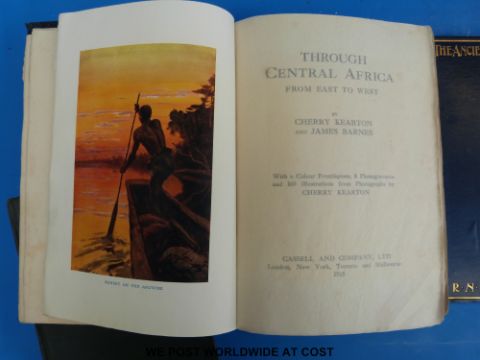 THROUGH
CENTRAL AFRICA
FROM EAST TO WEST
BY
CHERRY KEARTON
AND JAMES BARNES
With a Colour Frontispiece, 8 Photogravures
and 160 Illustrations from Photographs by
CHERRY KEARTON
CASSELL AND COMPANY, LTD
London, New York, Toronto and Melbourne
1915
THE ANCIE
R N
WE POST WORLDWIDE AT COST